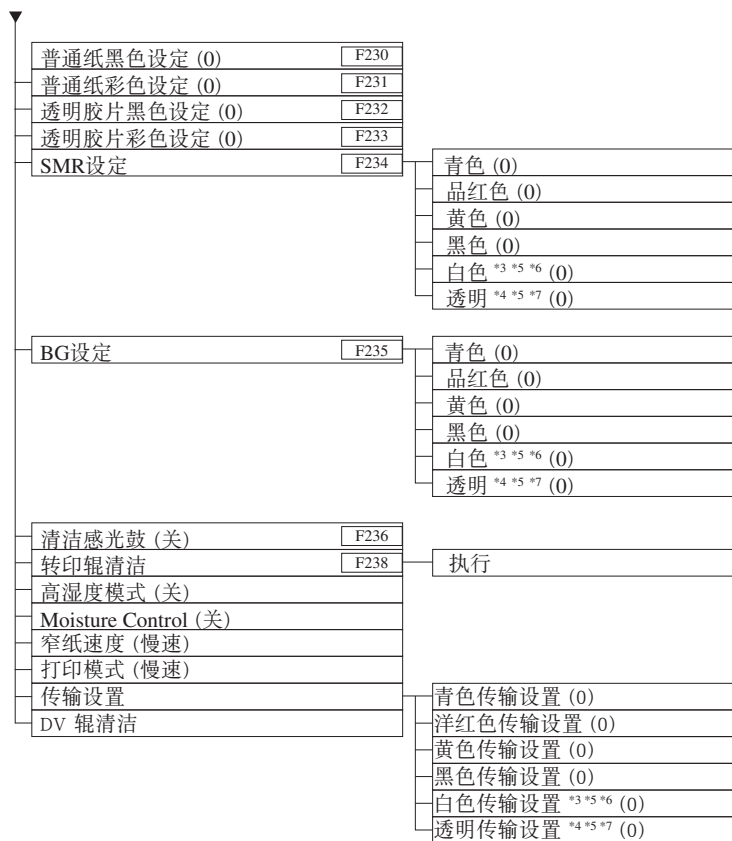 普通纸黑色设定 (0) F230
普通纸彩色设定 (0) F231
透明胶片黑色设定 (0) F232
透明胶片彩色设定 (0) F233
SMR设定 F234
青色 (0)
品红色 (0)
黄色 (0)
黑色 (0)
白色 *3 *5 *6 (0)
透明 *4 *5 *7 (0)
BG设定 F235
青色 (0)
品红色 (0)
黄色 (0)
黑色 (0)
白色 *3 *5 *6 (0)
透明 *4 *5 *7 (0)
清洁感光鼓 (关) F236
转印辊清洁 F238
执行
高湿度模式 (关)
Moisture Control (关)
窄纸速度 (慢速)
打印模式 (慢速)
传输设置
青色传输设置 (0)
洋红色传输设置 (0)
黄色传输设置 (0)
黑色传输设置 (0)
白色传输设置 *3 *5 *6 (0)
透明传输设置 *4 *5 *7 (0)
DV 辊清洁